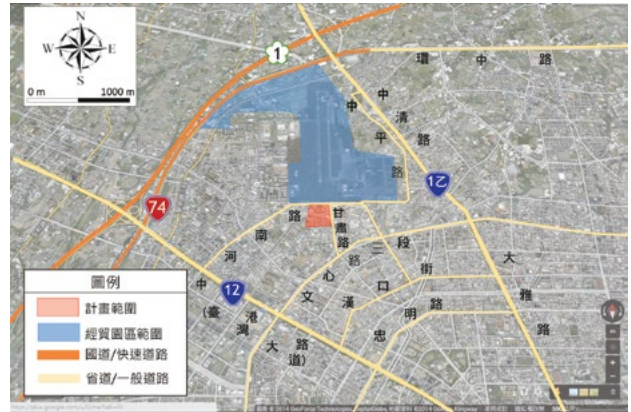 N
W E
S
0 m 1000 m
1
環中路
中清路
中平路
1乙
74
河南路
甘肅路
文心路三段
漢口街
忠明路
大雅路
12
中港路
(臺灣大道)
圖例
計畫範圍
經貿園區範圍
國道/快速道路
省道/一般道路